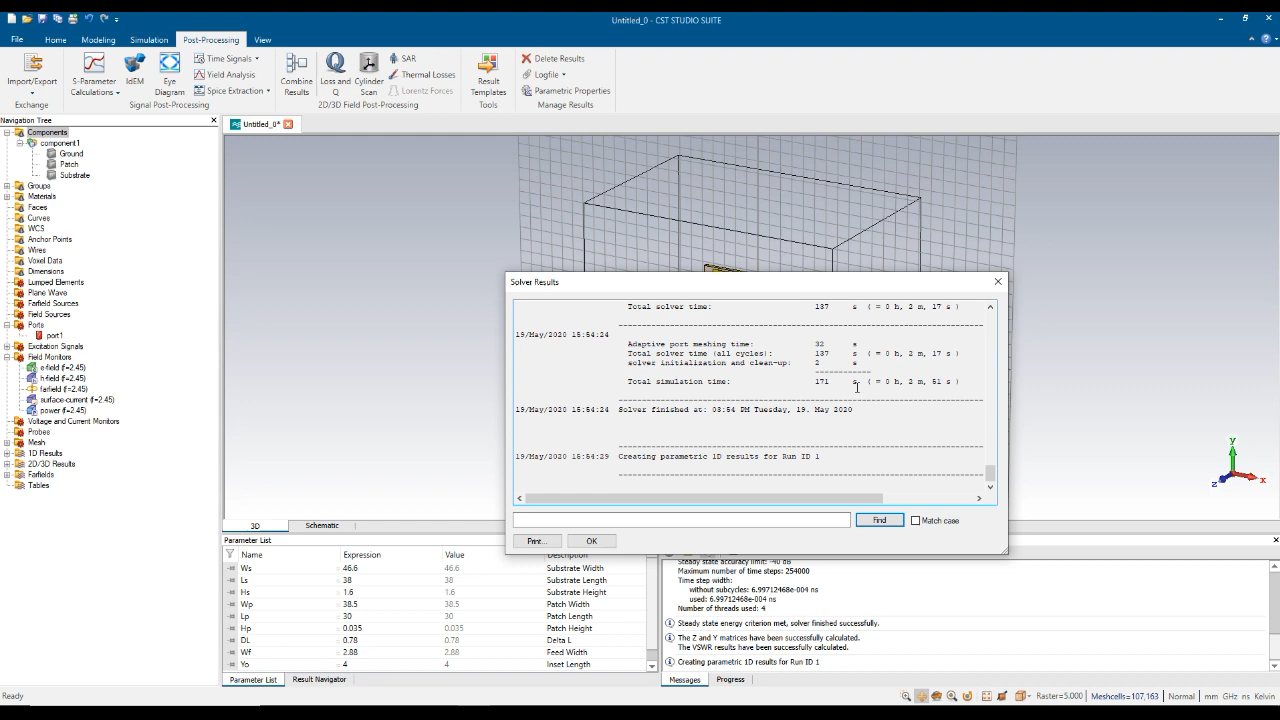 Untitled_0 - CST STUDIO SUITE
File Home Modeling Simulation Post-Processing View
Import/Export
Exchange
S-Parameter Calculations
IdEM
Eye Diagram
Time Signals
Yield Analysis
Spice Extraction
Signal Post-Processing
Combine Results
Loss and Q
Cylinder Scan
SAR
Thermal Losses
Lorentz Forces
2D/3D Field Post-Processing
Result Templates
Tools
Delete Results
Logfile
Parametric Properties
Manage Results
Navigation Tree
Components
component1
Ground
Patch
Substrate
Groups
Materials
Faces
Curves
WCS
Anchor Points
Wires
Voxel Data
Dimensions
Lumped Elements
Plane Wave
Farfield Sources
Field Sources
Ports
port1
Excitation Signals
Field Monitors
e-field (f=2.45)
h-field (f=2.45)
farfield (f=2.45)
surface-current (f=2.45)
power (f=2.45)
Voltage and Current Monitors
Probes
Mesh
1D Results
2D/3D Results
Farfields
Tables
Untitled_0*
Solver Results
Total solver time: 137 s ( = 0 h, 2 m, 17 s )
--------------------------------------------------------------------------------
19/May/2020 15:54:24
Adaptive port meshing time: 32 s
Total solver time (all cycles): 137 s ( = 0 h, 2 m, 17 s )
solver initialization and clean-up: 2 s
------------
Total simulation time: 171 s ( = 0 h, 2 m, 51 s )
--------------------------------------------------------------------------------
19/May/2020 15:54:24 Solver finished at: 03:54 PM Tuesday, 19. May 2020
--------------------------------------------------------------------------------
19/May/2020 15:54:29 Creating parametric 1D results for Run ID 1
--------------------------------------------------------------------------------
Find Match case
Print... OK
y
z x
3D Schematic
Parameter List
Name Expression Value Description
Ws = 46.6 46.6 Substrate Width
Ls = 38 38 Substrate Length
Hs = 1.6 1.6 Substrate Height
Wp = 38.5 38.5 Patch Width
Lp = 30 30 Patch Length
Hp = 0.035 0.035 Patch Height
DL = 0.78 0.78 Delta L
Wf = 2.88 2.88 Feed Width
Yo = 4 4 Inset Length
Parameter List Result Navigator
Steady state accuracy limit: -40 dB
Maximum number of time steps: 254000
Time step width:
without subcycles: 6.99712468e-004 ns
used: 6.99712468e-004 ns
Number of threads used: 4
Steady state energy criterion met, solver finished successfully.
The Z and Y matrices have been successfully calculated.
The VSWR results have been successfully calculated.
Creating parametric 1D results for Run ID 1
Messages Progress
Ready
Raster=5.000 Meshcells=107,163 Normal mm GHz ns Kelvin